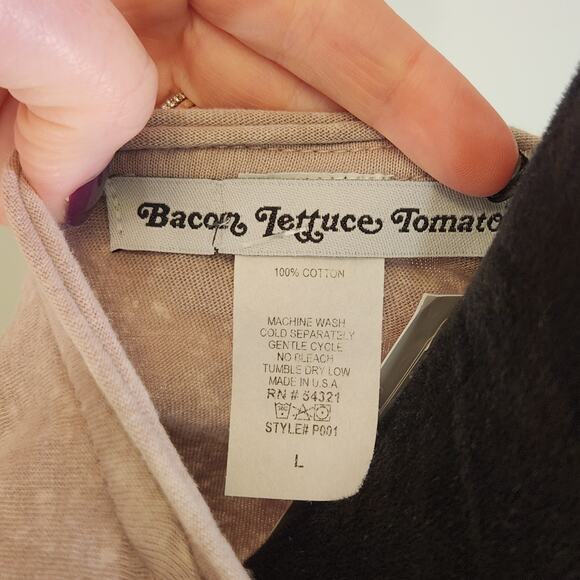 Bacon Lettuce Tomato
100% COTTON
MACHINE WASH
COLD SEPARATELY
GENTLE CYCLE
NO BLEACH
TUMBLE DRY LOW
MADE IN U.S.A
RN # 54321
STYLE# P001
L